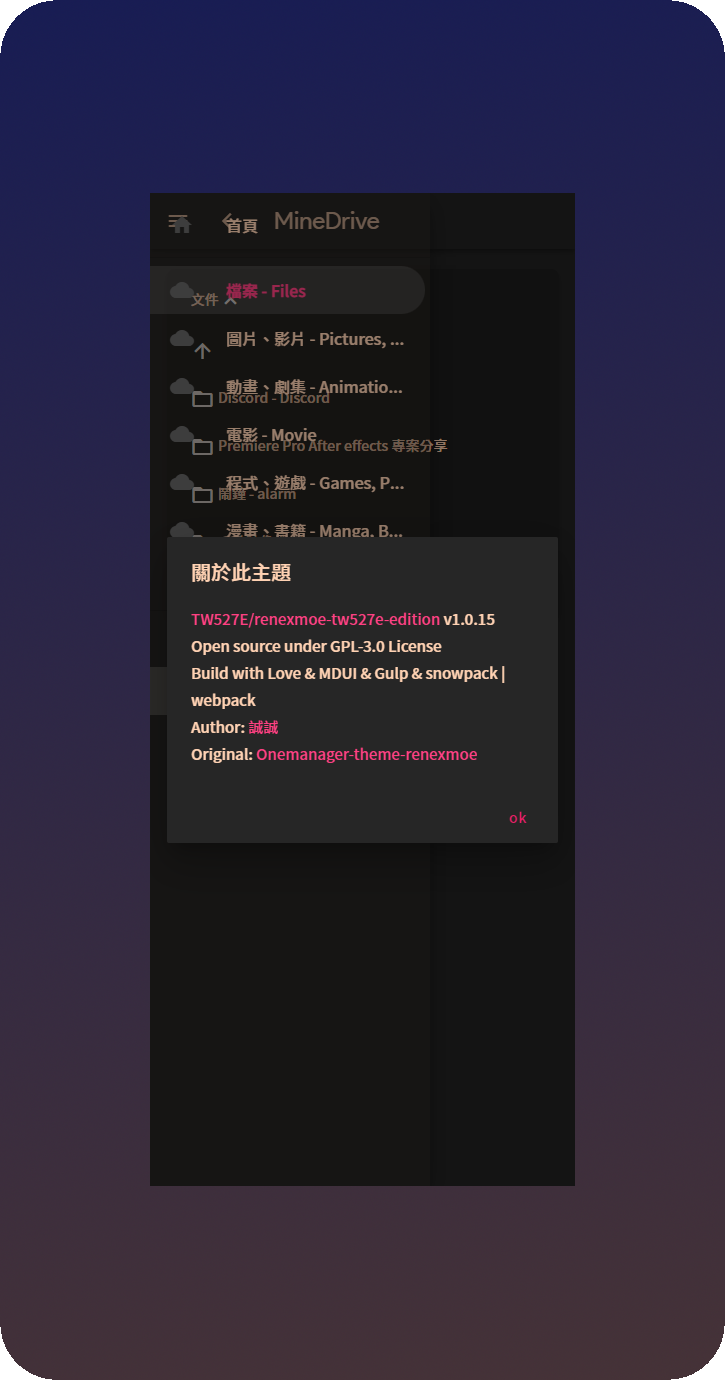 首頁
MineDrive
檔案 - Files
文件
圖片、影片 - Pictures, ...
動畫、劇集 - Animatio...
Discord - Discord
電影 - Movie
Premiere Pro After effects 專案分享
程式、遊戲 - Games, P...
鬧鐘 - alarm
漫畫、書籍 - Manga, B...
關於此主題
TW527E/renexmoe-tw527e-edition v1.0.15
Open source under GPL-3.0 License
Build with Love & MDUI & Gulp & snowpack |
webpack
Author: 誠誠
Original: Onemanager-theme-renexmoe
ok